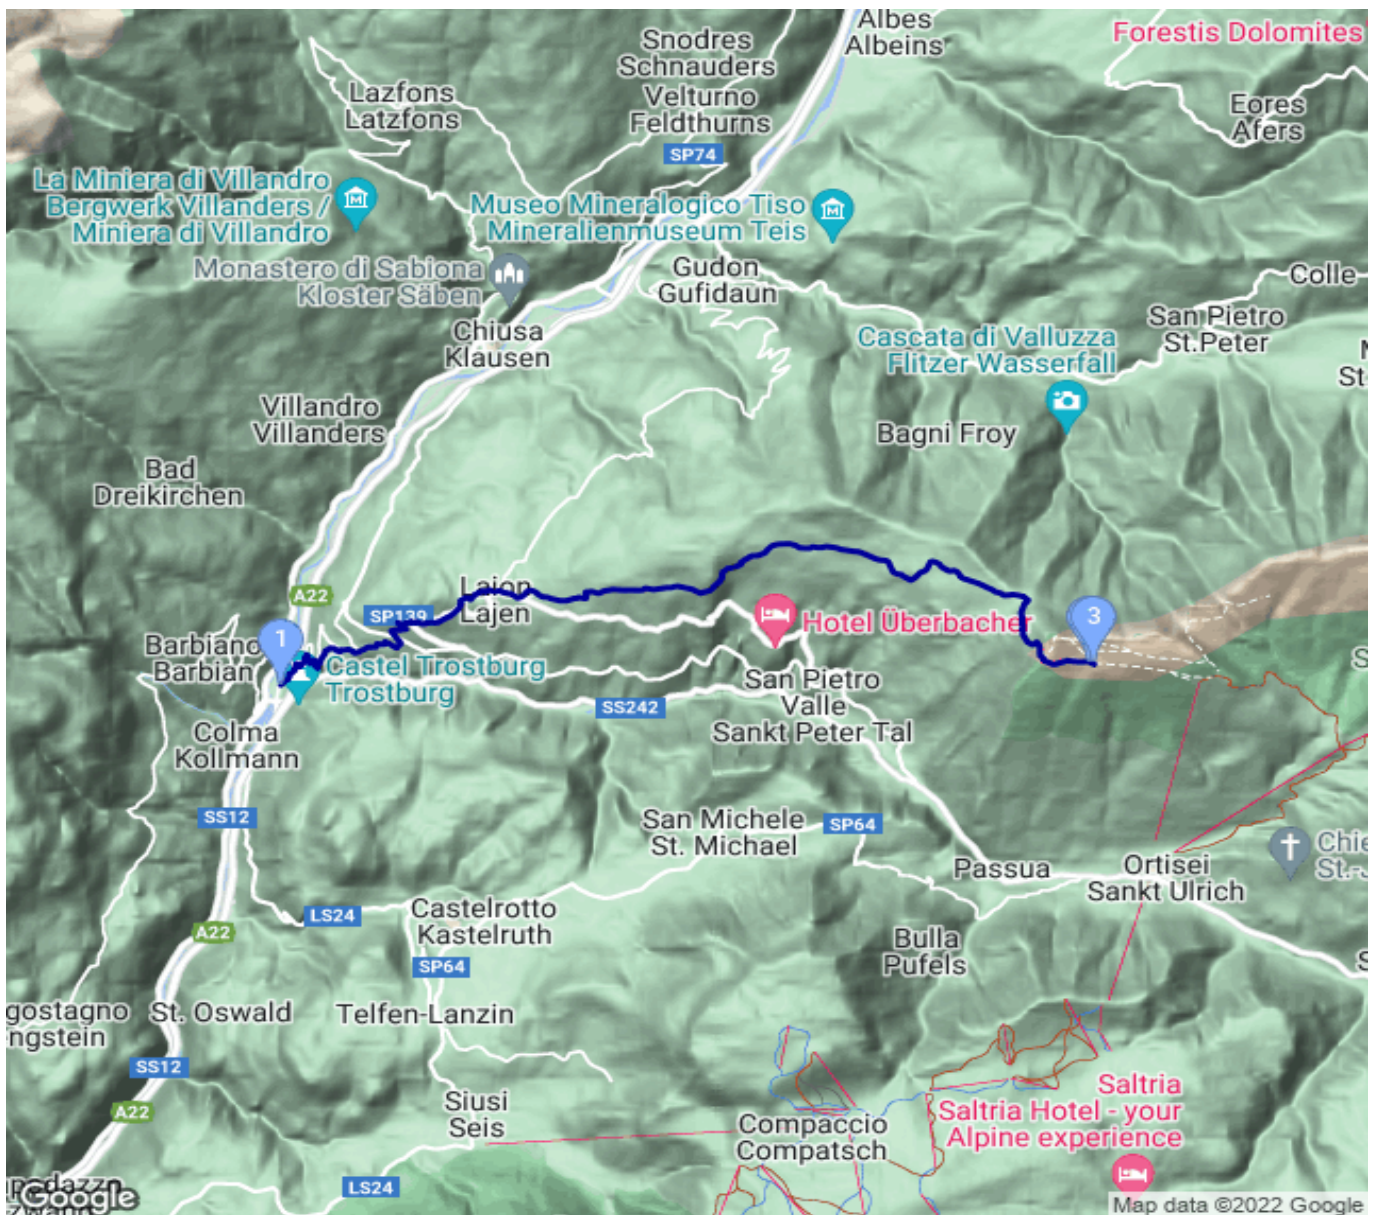 Albes
Albeins
Forestis Dolomites
Snodres
Schnauders
Velturno
Feldthurns
SP74
Lazfons
Latzfons
Eores
Afers
La Miniera di Villandro
Bergwerk Villanders /
Miniera di Villandro
Museo Mineralogico Tiso
Mineralienmuseum Teis
Monastero di Sabiona
Kloster Säben
Gudon
Gufidaun
Colle
Chiusa
Klausen
San Pietro
St.Peter
Cascata di Valluzza
Flitzer Wasserfall
St-
Villandro
Villanders
Bagni Froy
Bad
Dreikirchen
A22
Laion
Lajen
SP139
Hotel Überbacher
1
3
Barbiano
Barbian
Castel Trostburg
Trostburg
San Pietro
Valle
Sankt Peter Tal
SS242
Colma
Kollmann
SS12
San Michele
St. Michael
SP64
Passua
Ortisei
Sankt Ulrich
Chie
St.-J
LS24
Castelrotto
Kastelruth
A22
SP64
Bulla
Pufels
gostagno
ngstein
St. Oswald
Telfen-Lanzin
SS12
A22
Siusi
Seis
Compaccio
Compatsch
Saltria
Saltria Hotel - your
Alpine experience
LS24
Google
Map data ©2022 Google